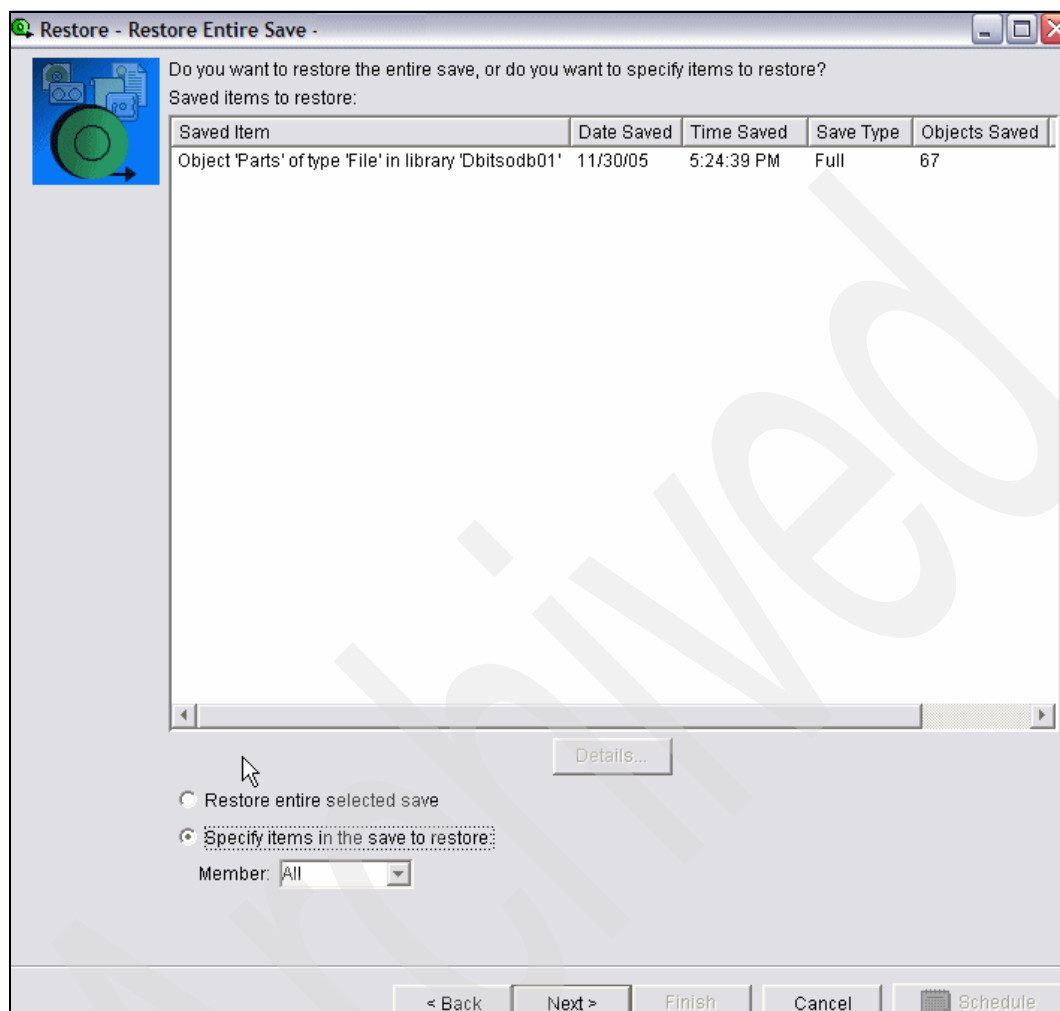 Restore - Restore Entire Save -
Do you want to restore the entire save, or do you want to specify items to restore?
Saved items to restore:
Saved Item Date Saved Time Saved Save Type Objects Saved
Object 'Parts' of type 'File' in library 'Dbitsodb01' 11/30/05 5:24:39 PM Full 67
Details...
Restore entire selected save
Specify items in the save to restore:
Member: All
< Back Next > Finish Cancel Schedule
Archived